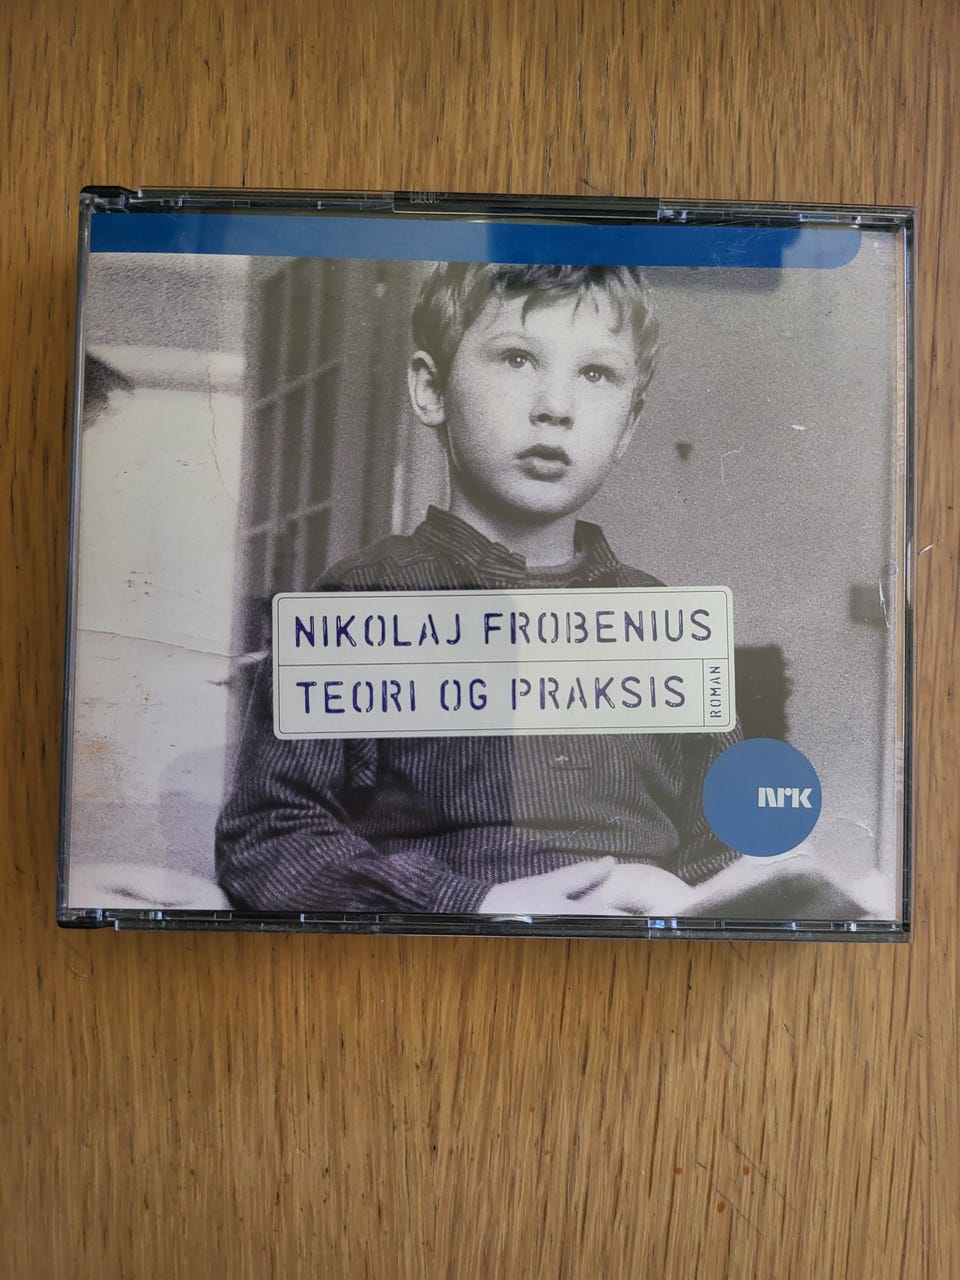 NIKOLAJ FROBENIUS
TEORI OG PRAKSIS
ROMAN
NRK